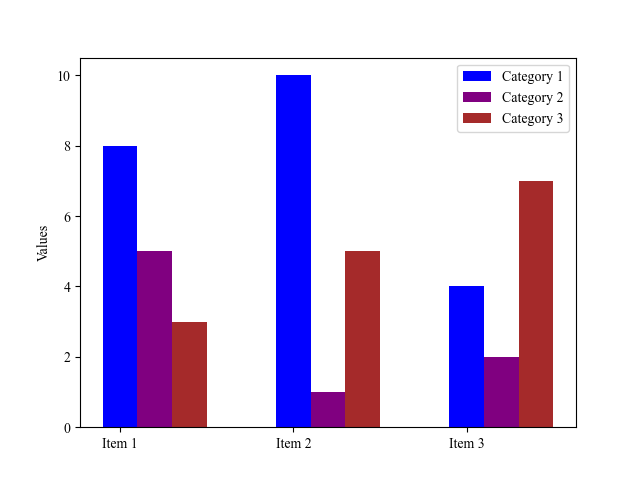 10
8
6
4
2
0
Values
Category 1
Category 2
Category 3
Item 1
Item 2
Item 3